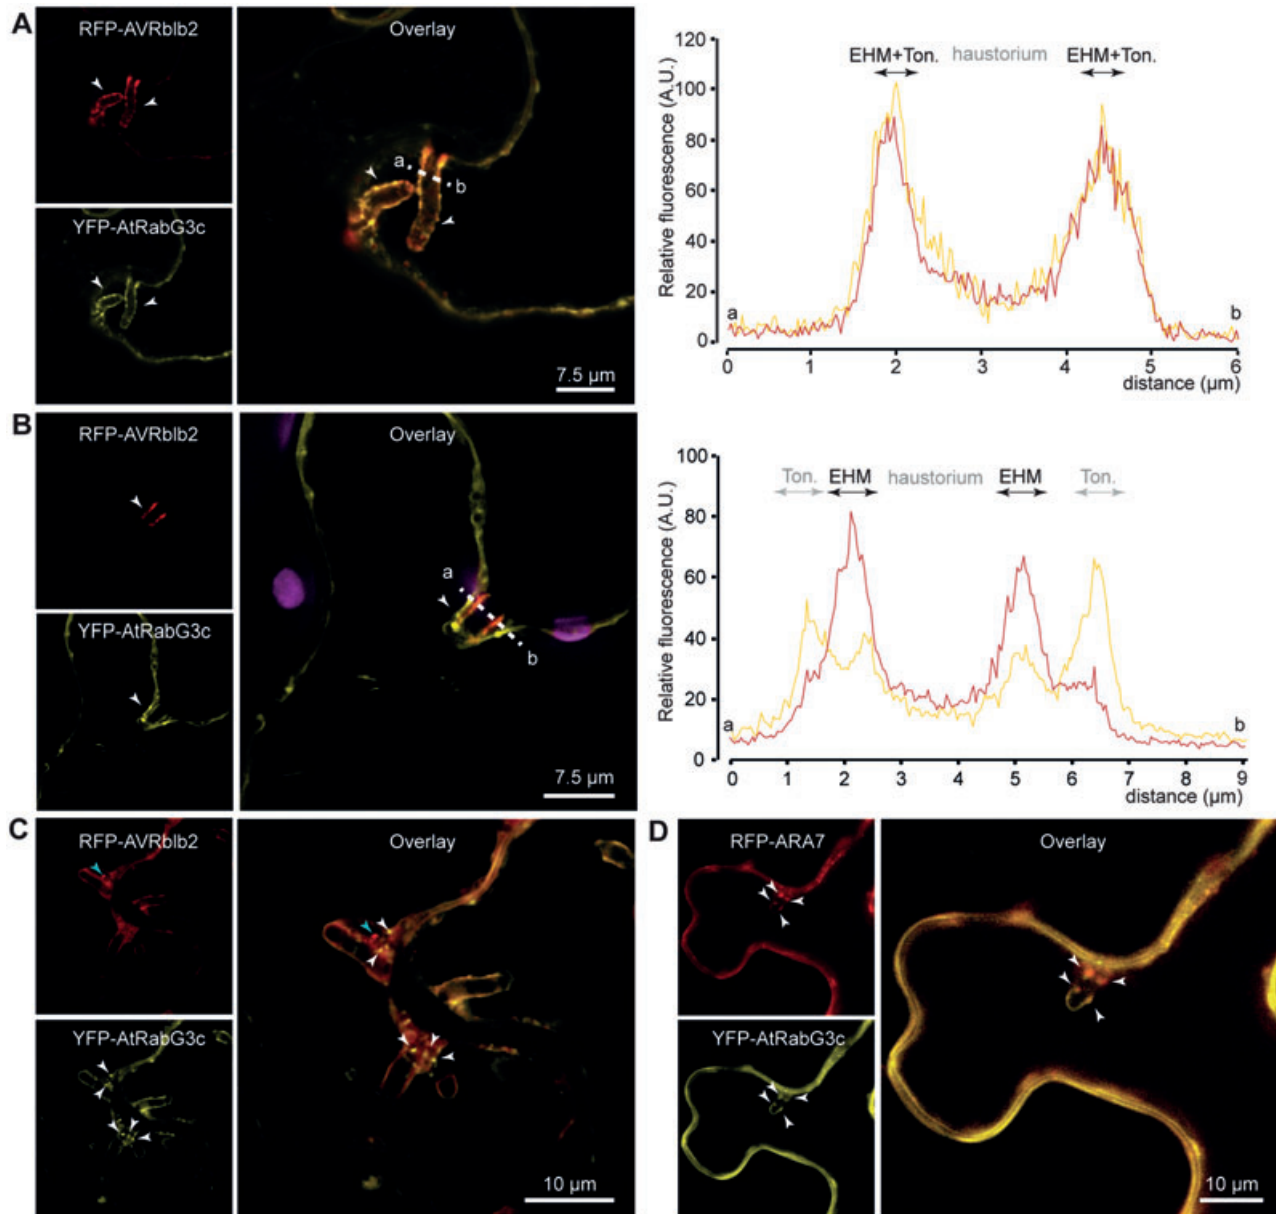 A
RFP-AVRblb2
Overlay
YFP-AtRabG3c
a
b
7.5 µm
120
100
80
60
40
20
0
Relative fluorescence (A.U.)
EHM+Ton.
haustorium
EHM+Ton.
a
b
0 1 2 3 4 5 6
distance (µm)
B
RFP-AVRblb2
Overlay
YFP-AtRabG3c
a
b
7.5 µm
100
80
60
40
20
0
Relative fluorescence (A.U.)
Ton.
EHM
haustorium
EHM
Ton.
a
b
0 1 2 3 4 5 6 7 8 9
distance (µm)
C
RFP-AVRblb2
Overlay
YFP-AtRabG3c
10 µm
D
RFP-ARA7
Overlay
YFP-AtRabG3c
10 µm